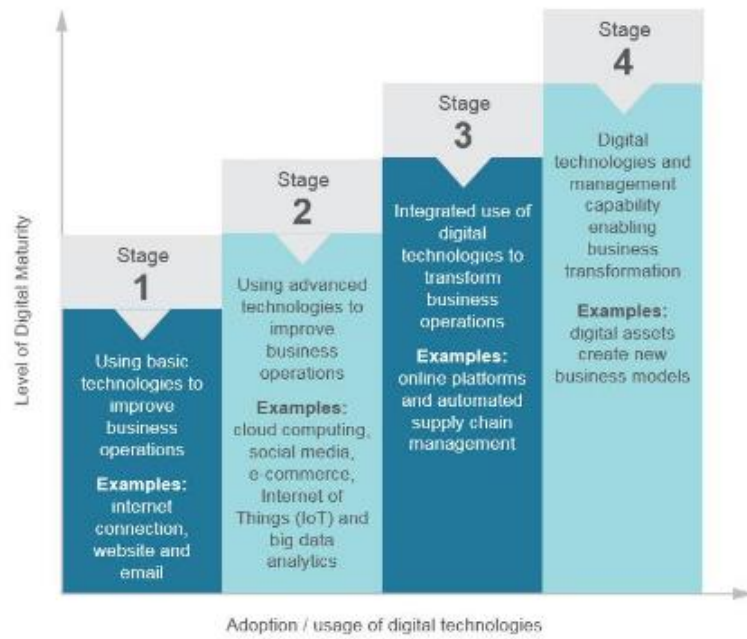 Level of Digital Maturity
Stage
1
Using basic
technologies to
improve
business
operations
Examples:
internet
connection,
website and
email
Stage
2
Using advanced
technologies to
improve
business
operations
Examples:
cloud computing,
social media,
e-commerce,
Internet of
Things (IoT) and
big data
analytics
Stage
3
Integrated use of
digital
technologies to
transform
business
operations
Examples:
online platforms
and automated
supply chain
management
Stage
4
Digital
technologies and
management
capability
enabling
business
transformation
Examples:
digital assets
create new
business models
Adoption / usage of digital technologies